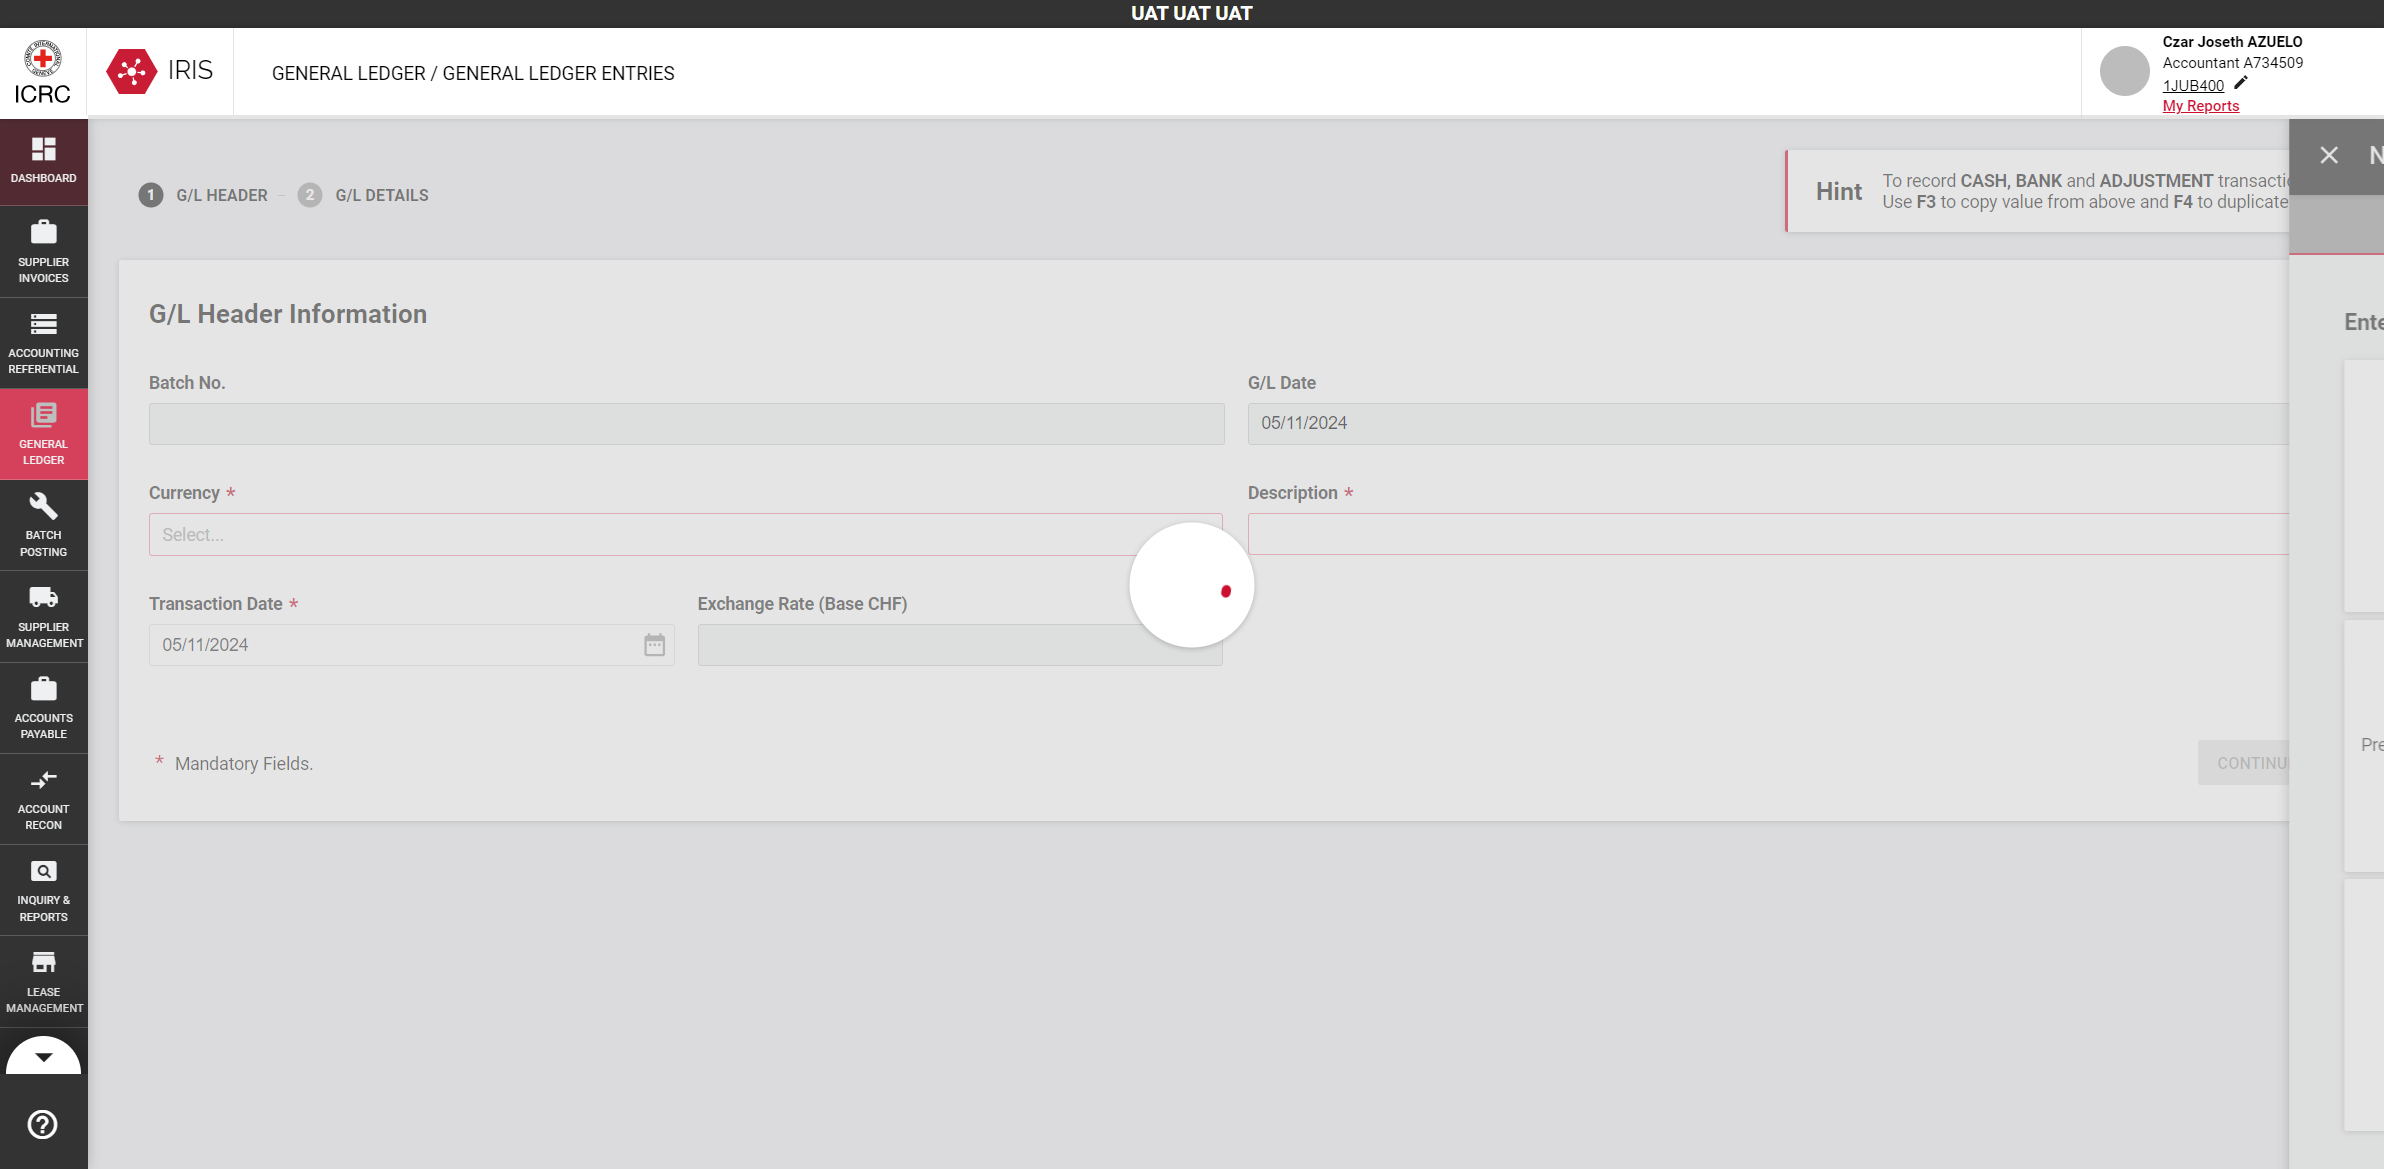 UAT UAT UAT
ICRC
IRIS
GENERAL LEDGER / GENERAL LEDGER ENTRIES
Czar Joseth AZUELO
Accountant A734509
1JUB400
My Reports
DASHBOARD
SUPPLIER
INVOICES
ACCOUNTING
REFERENTIAL
GENERAL
LEDGER
BATCH
POSTING
SUPPLIER
MANAGEMENT
ACCOUNTS
PAYABLE
ACCOUNT
RECON
INQUIRY &
REPORTS
LEASE
MANAGEMENT
1 G/L HEADER - 2 G/L DETAILS
Hint
To record CASH, BANK and ADJUSTMENT transacti
Use F3 to copy value from above and F4 to duplicate
N
G/L Header Information
Ente
Batch No.
G/L Date
05/11/2024
Currency *
Select...
Description *
Transaction Date *
05/11/2024
Exchange Rate (Base CHF)
Pre
* Mandatory Fields.
CONTINU